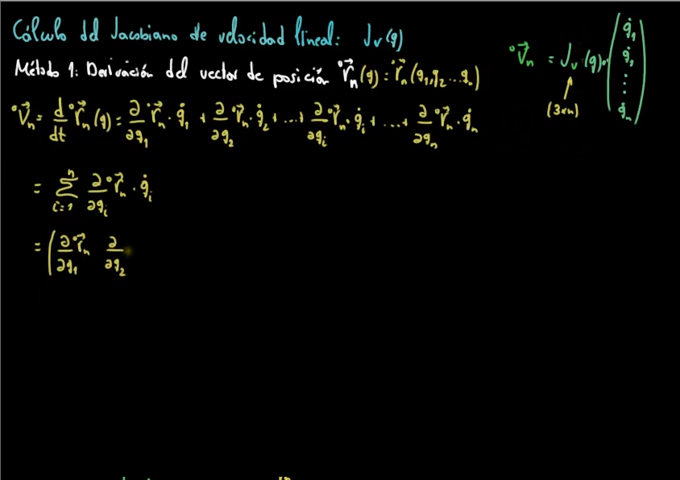 Cálculo del Jacobiano de velocidad lineal: Jv(q)
Método 1: Derivación del vector de posición ⁰r⃗n(q) = ⁰r⃗n(q₁,q₂...qn)
⁰v⃗n = Jv(q)·(q̇₁ q̇₂ ⋮ q̇n)
(3×n)
⁰v⃗n = d/dt ⁰r⃗n(q) = ∂/∂q₁ ⁰r⃗n · q̇₁ + ∂/∂q₂ ⁰r⃗n · q̇₂ + ... + ∂/∂qi ⁰r⃗n · q̇i + ... + ∂/∂qn ⁰r⃗n · q̇n
= Σ_{i=1}^{n} ∂/∂qi ⁰r⃗n · q̇i
= (∂⁰r⃗n/∂q₁ ∂/∂q₂